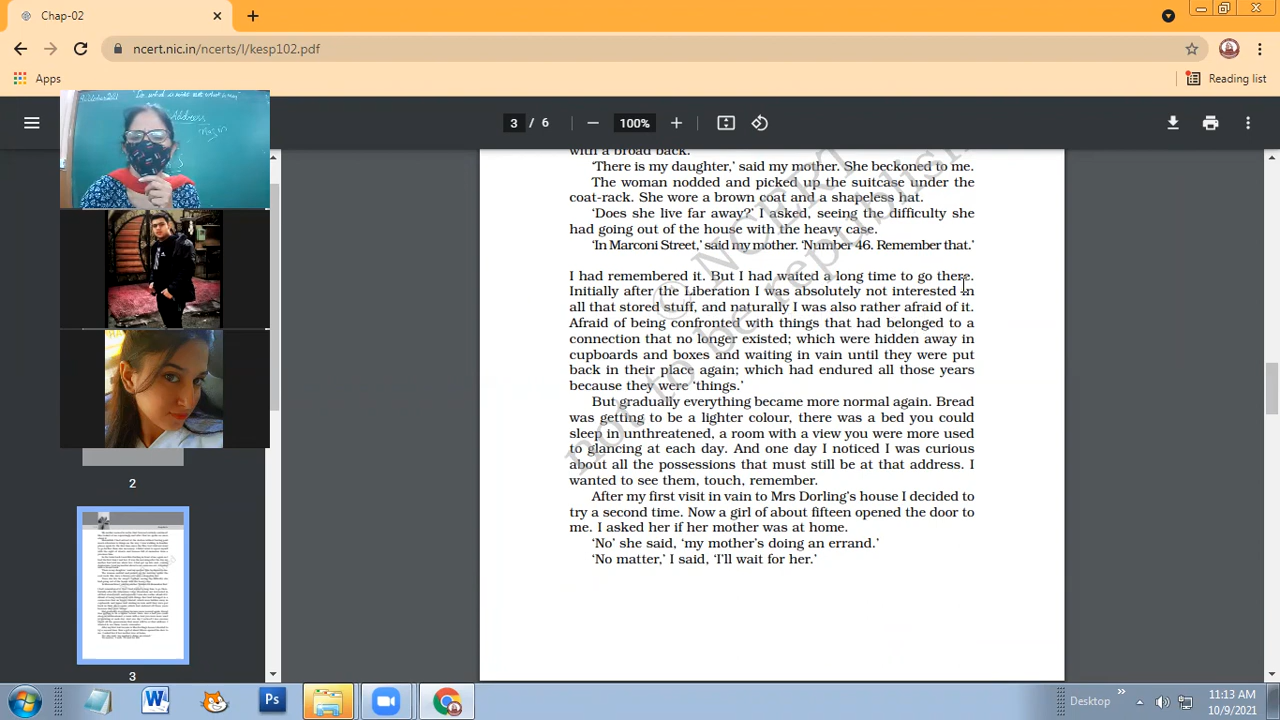 Chap-02
ncert.nic.in/ncerts/l/kesp102.pdf
Apps
Reading list
3 / 6
100%
with a broad back.
'There is my daughter,' said my mother. She beckoned to me.
The woman nodded and picked up the suitcase under the
coat-rack. She wore a brown coat and a shapeless hat.
'Does she live far away?' I asked, seeing the difficulty she
had going out of the house with the heavy case.
'In Marconi Street,' said my mother. 'Number 46. Remember that.'
I had remembered it. But I had waited a long time to go there.
Initially after the Liberation I was absolutely not interested in
all that stored stuff, and naturally I was also rather afraid of it.
Afraid of being confronted with things that had belonged to a
connection that no longer existed; which were hidden away in
cupboards and boxes and waiting in vain until they were put
back in their place again; which had endured all those years
because they were 'things.'
But gradually everything became more normal again. Bread
was getting to be a lighter colour, there was a bed you could
sleep in unthreatened, a room with a view you were more used
to glancing at each day. And one day I noticed I was curious
about all the possessions that must still be at that address. I
wanted to see them, touch, remember.
After my first visit in vain to Mrs Dorling's house I decided to
try a second time. Now a girl of about fifteen opened the door to
me. I asked her if her mother was at home.
'No' she said, 'my mother's doing an errand.'
'No matter,' I said, 'I'll wait for her.'
© NCERT
not to be republish
Address
2
3
Ps
Desktop
11:13 AM
10/9/2021